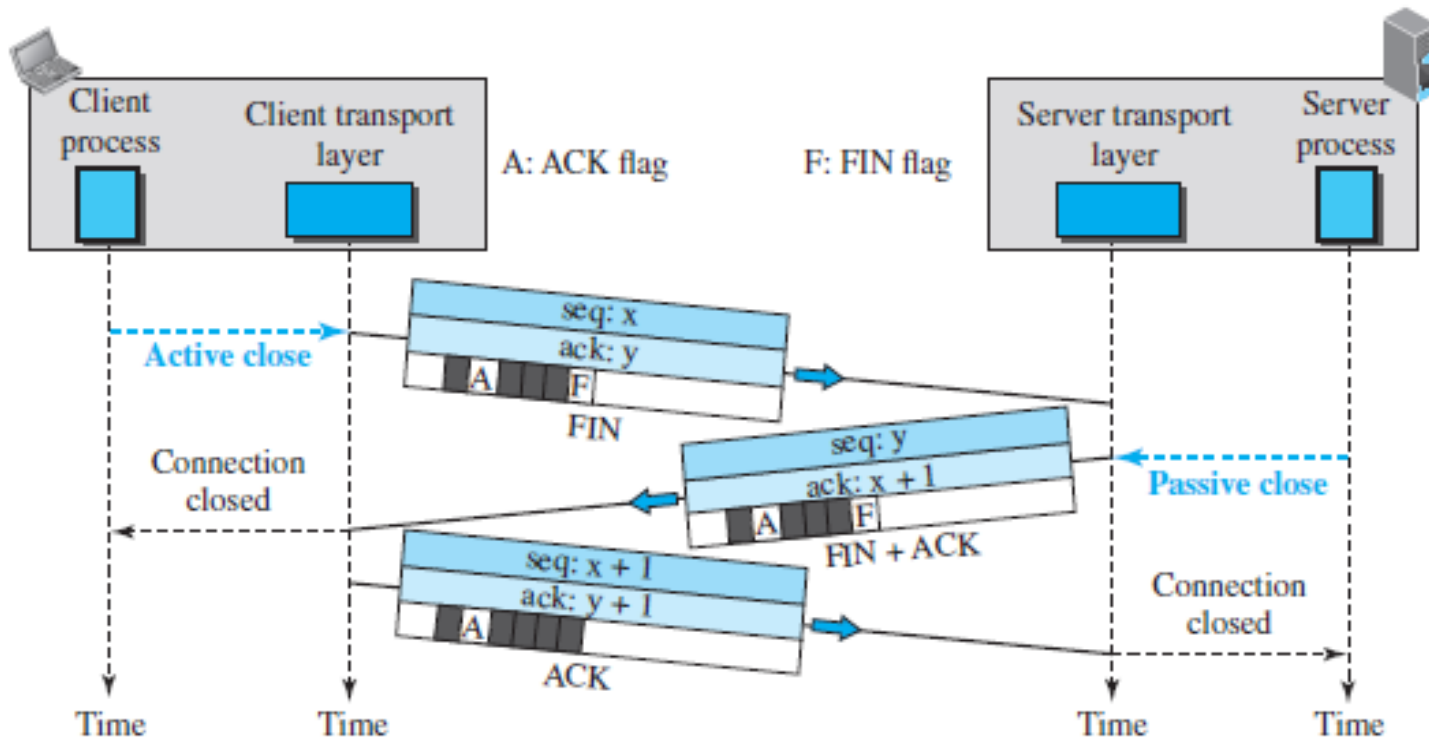 Client
process
Client transport
layer
A: ACK flag
F: FIN flag
Server transport
layer
Server
process
Active close
seq: x
ack: y
A
F
FIN
seq: y
ack: x + 1
A
F
FIN + ACK
Passive close
Connection
closed
seq: x + 1
ack: y + 1
A
ACK
Connection
closed
Time
Time
Time
Time